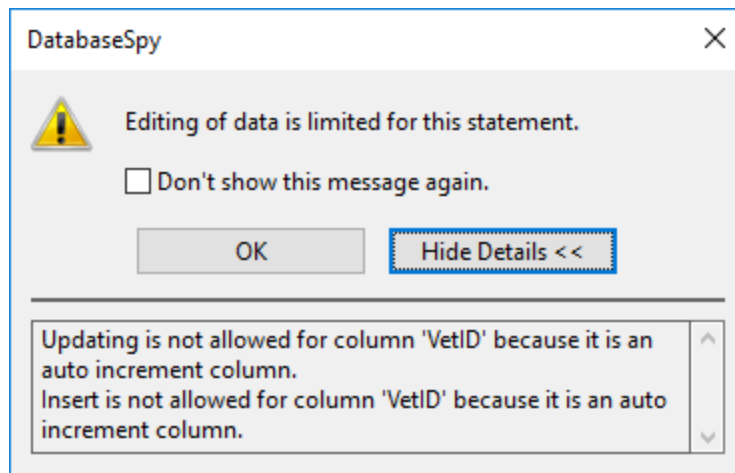 DatabaseSpy
Editing of data is limited for this statement.
Don't show this message again.
OK
Hide Details <<
Updating is not allowed for column 'VetID' because it is an
auto increment column.
Insert is not allowed for column 'VetID' because it is an auto
increment column.